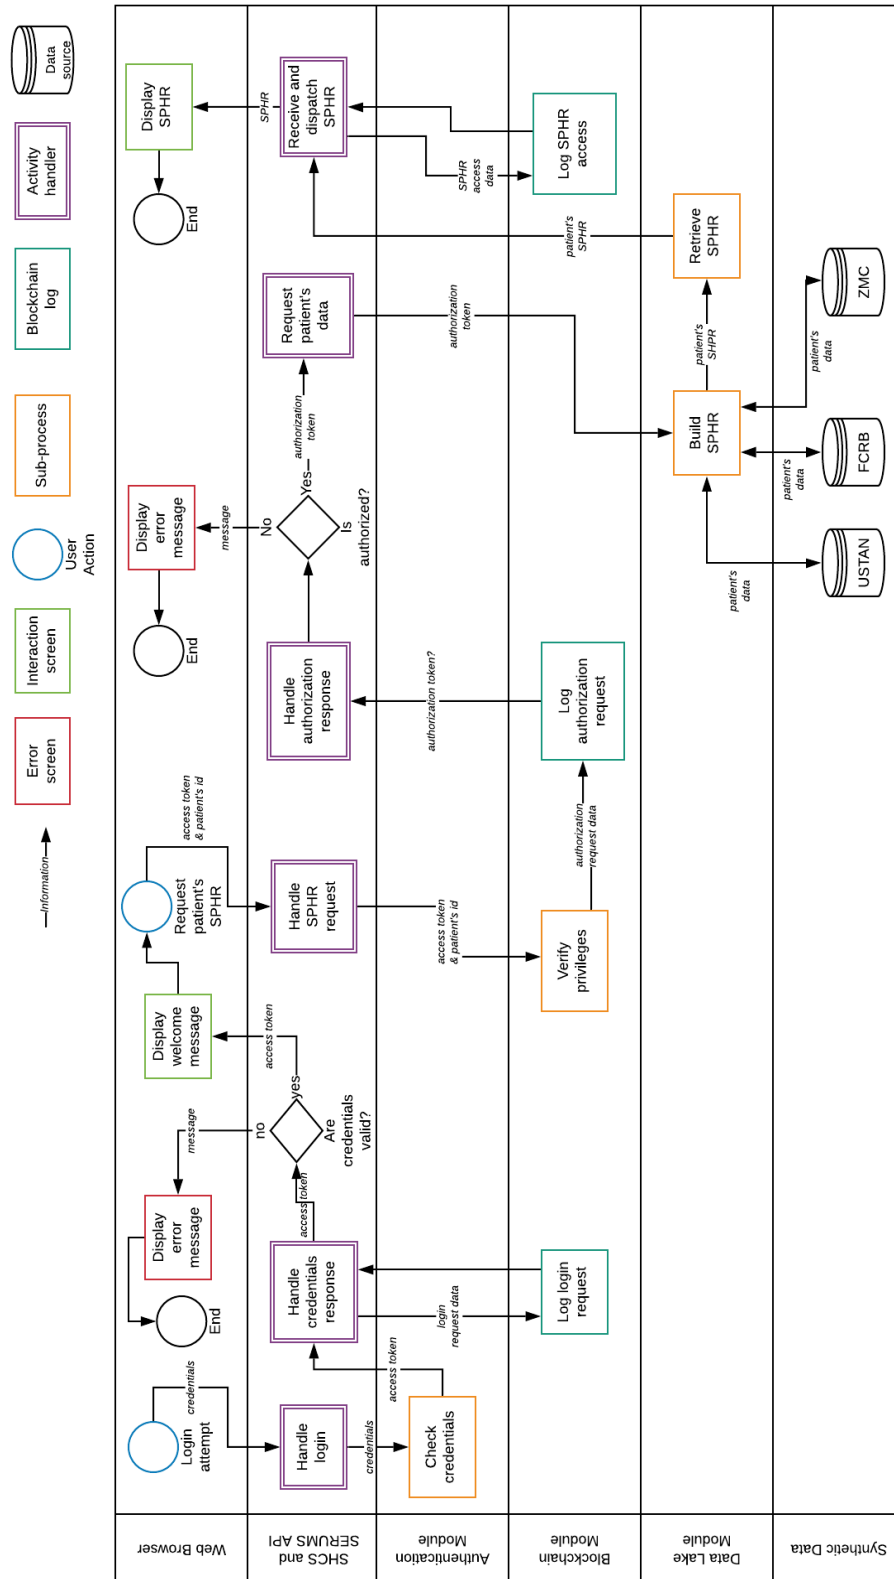 Information
Error
screen
Interaction
screen
User
Action
Sub-process
Blockchain
log
Activity
handler
Data
source
Web Browser
Login
attempt
credentials
End
Display
error
message
message
Display
welcome
message
Request
patient's
SPHR
access token
& patient's id
End
Display
error
message
message
End
Display
SPHR
SPHR
SHCS and
SERUMS API
Handle
login
credentials
Handle
credentials
response
access token
no
yes
Are
credentials
valid?
access token
Handle
SPHR
request
Handle
authorization
response
No
Yes
Is
authorized?
authorization
token
Request
patient's
data
Receive and
dispatch
SPHR
Authentication
Module
Check
credentials
access token
login
request data
access token
& patient's id
authorization token?
authorization
token
SPHR
access
data
Blockchain
Module
Log login
request
Verify
privileges
authorization
request data
Log
authorization
request
patient's
SPHR
Log SPHR
access
Data Lake
Module
Build
SPHR
patient's
SHPR
Retrieve
SPHR
patient's
data
patient's
data
patient's
data
Synthetic Data
USTAN
FCRB
ZMC